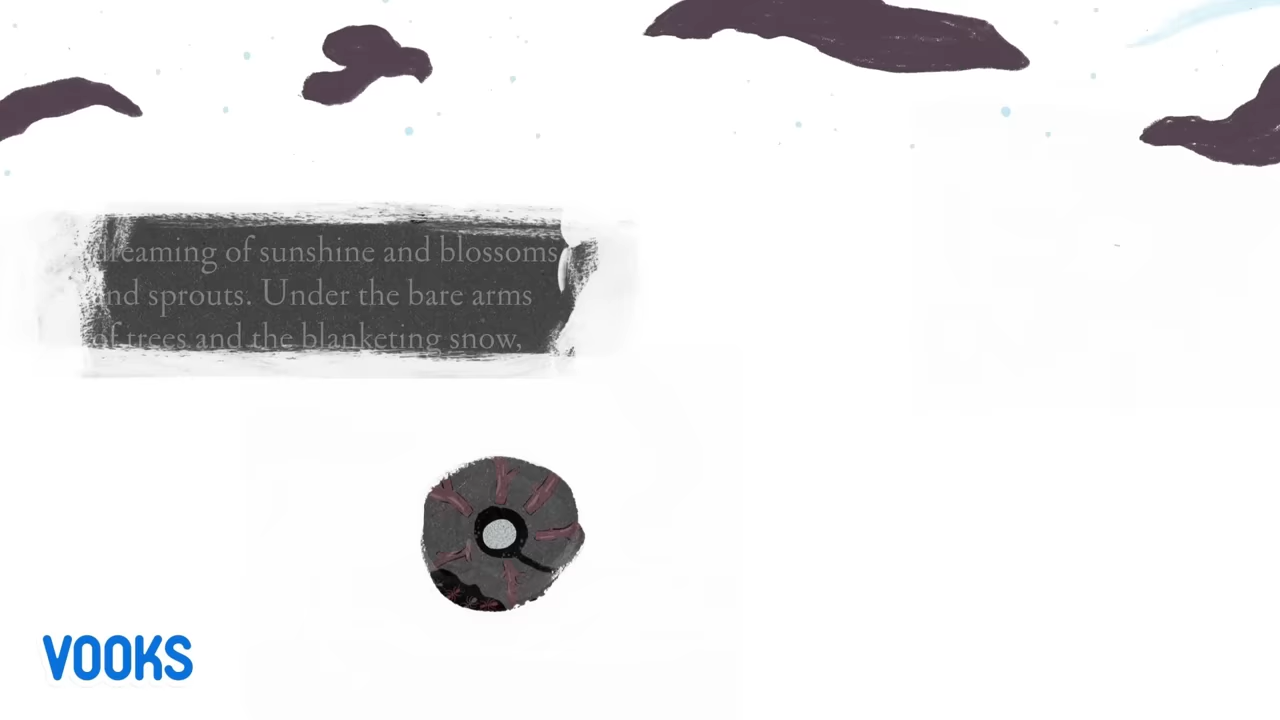 dreaming of sunshine and blossoms
and sprouts. Under the bare arms
of trees and the blanketing snow,
VOOKS